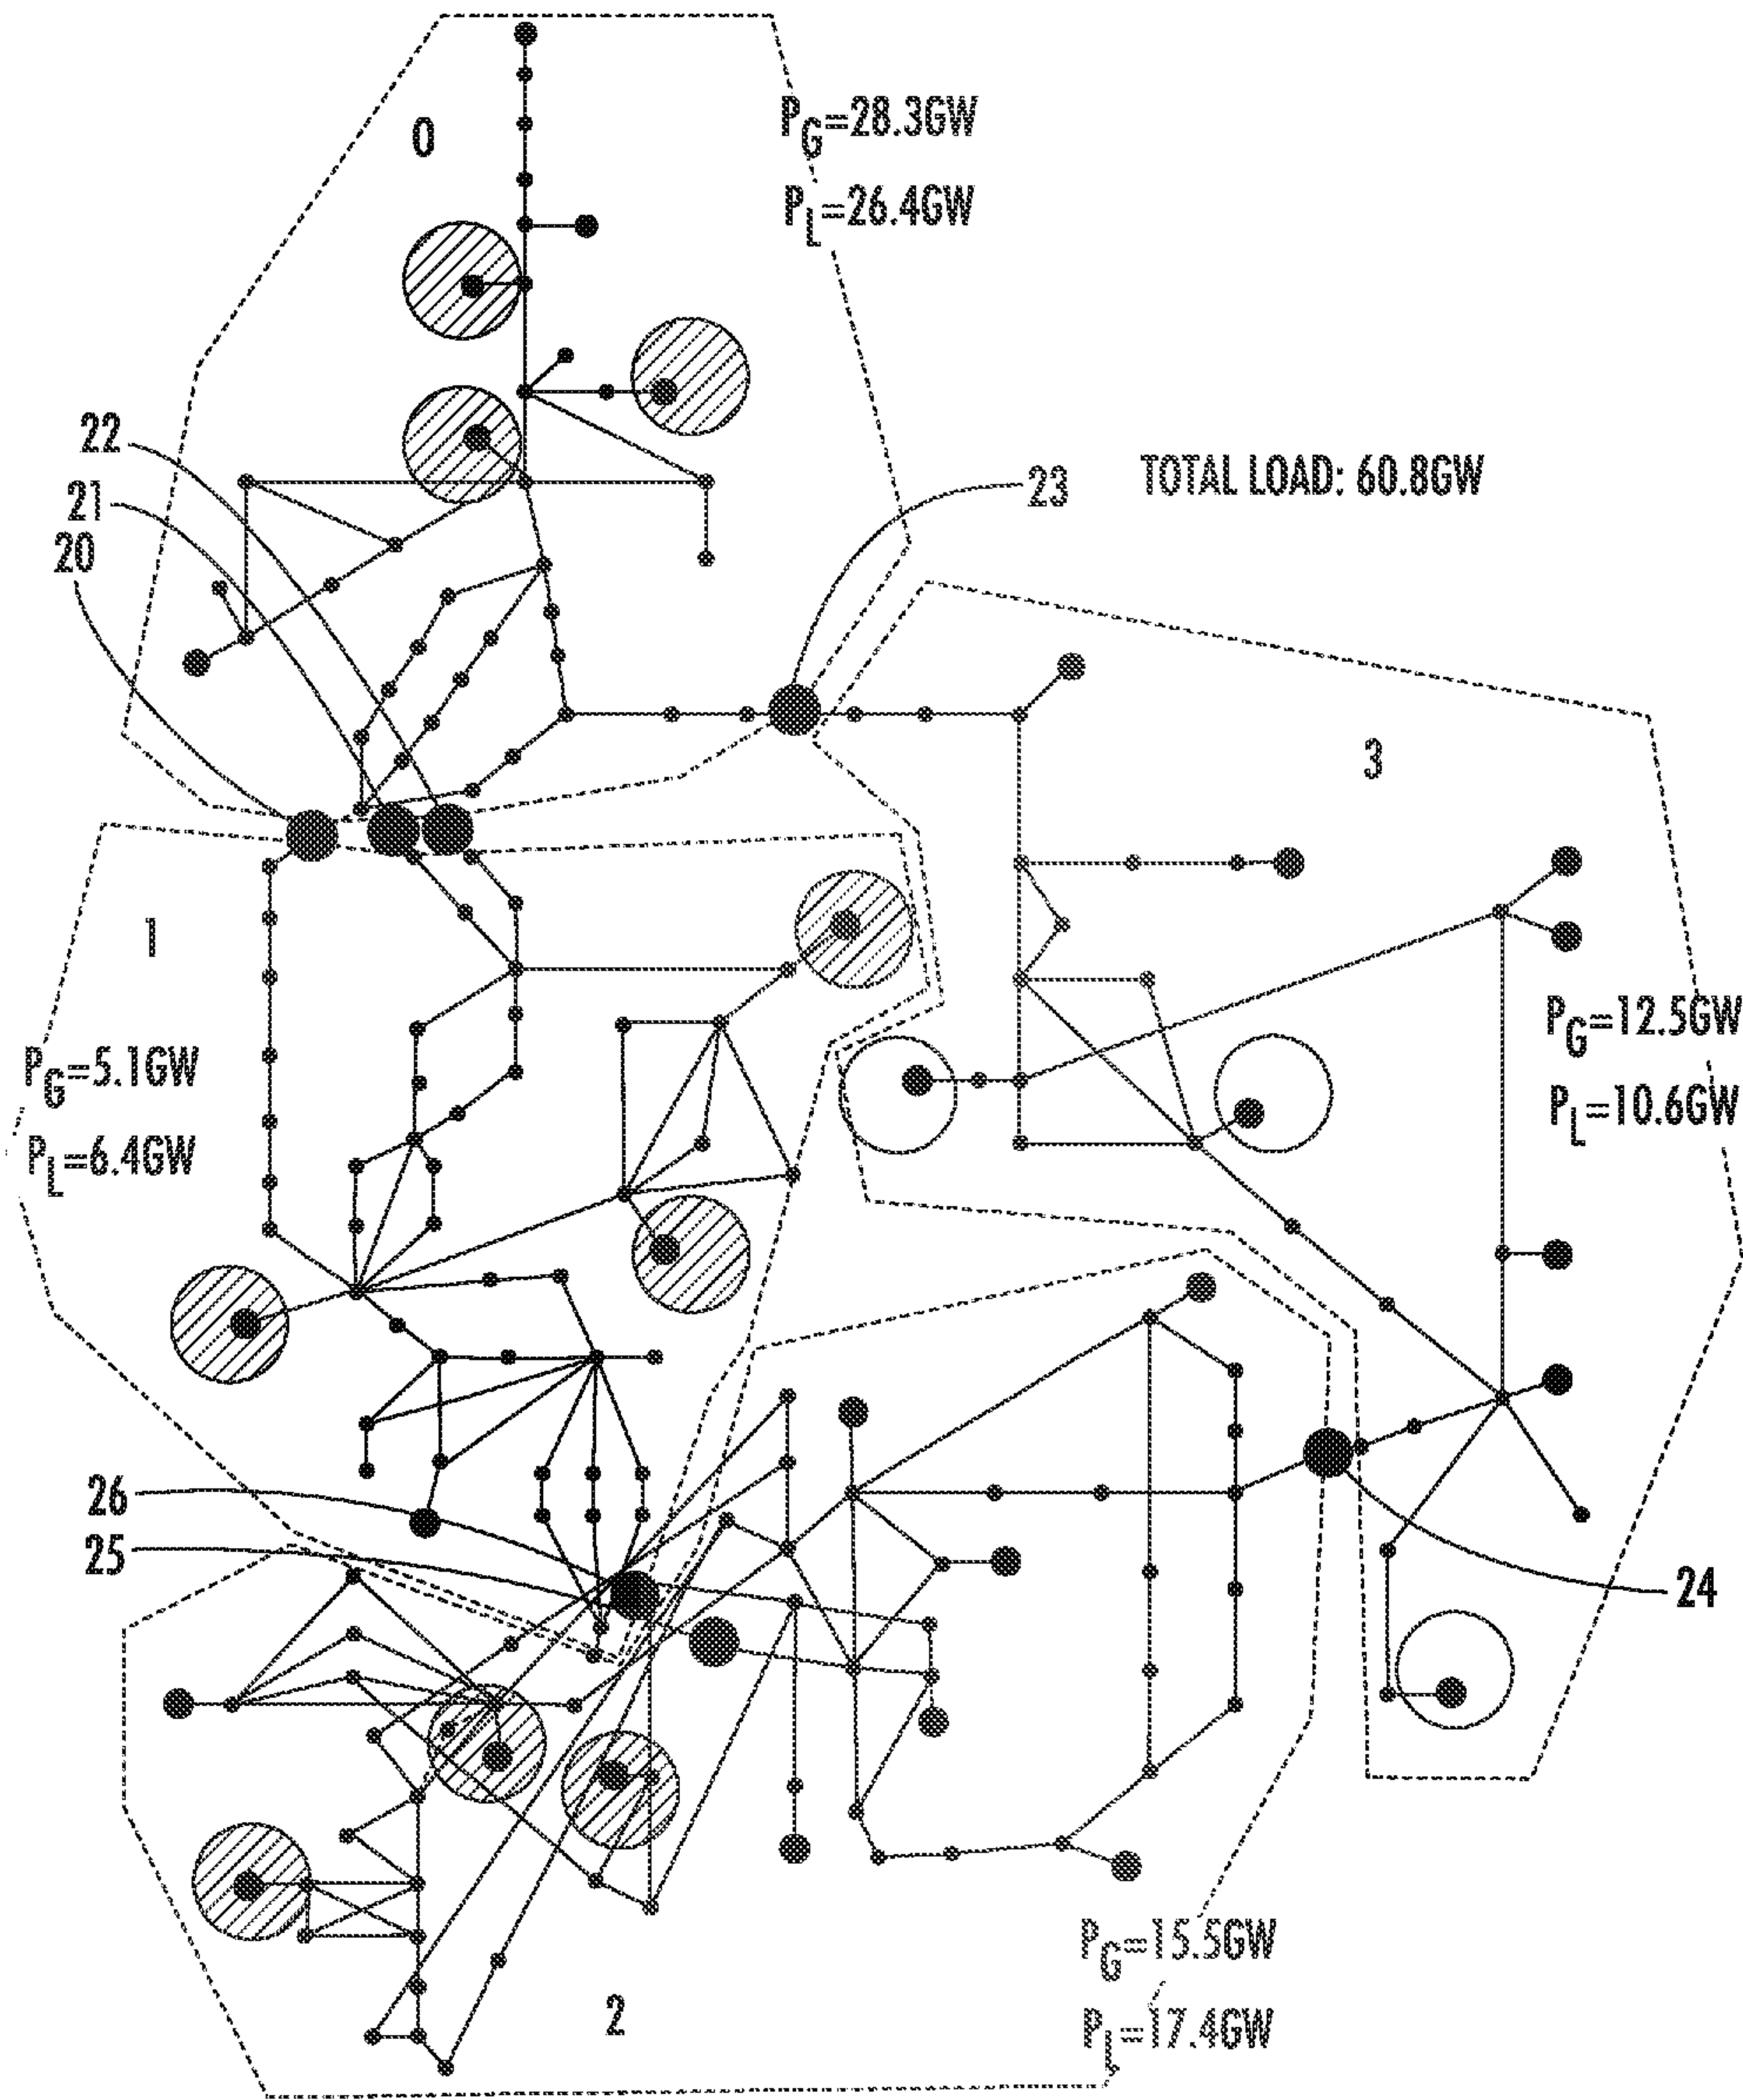 0
P_G=28.3GW
P_L=26.4GW
22
21
20
23
TOTAL LOAD: 60.8GW
3
1
P_G=12.5GW
P_L=10.6GW
P_G=5.1GW
P_L=6.4GW
26
25
24
P_G=15.5GW
2
P_L=17.4GW